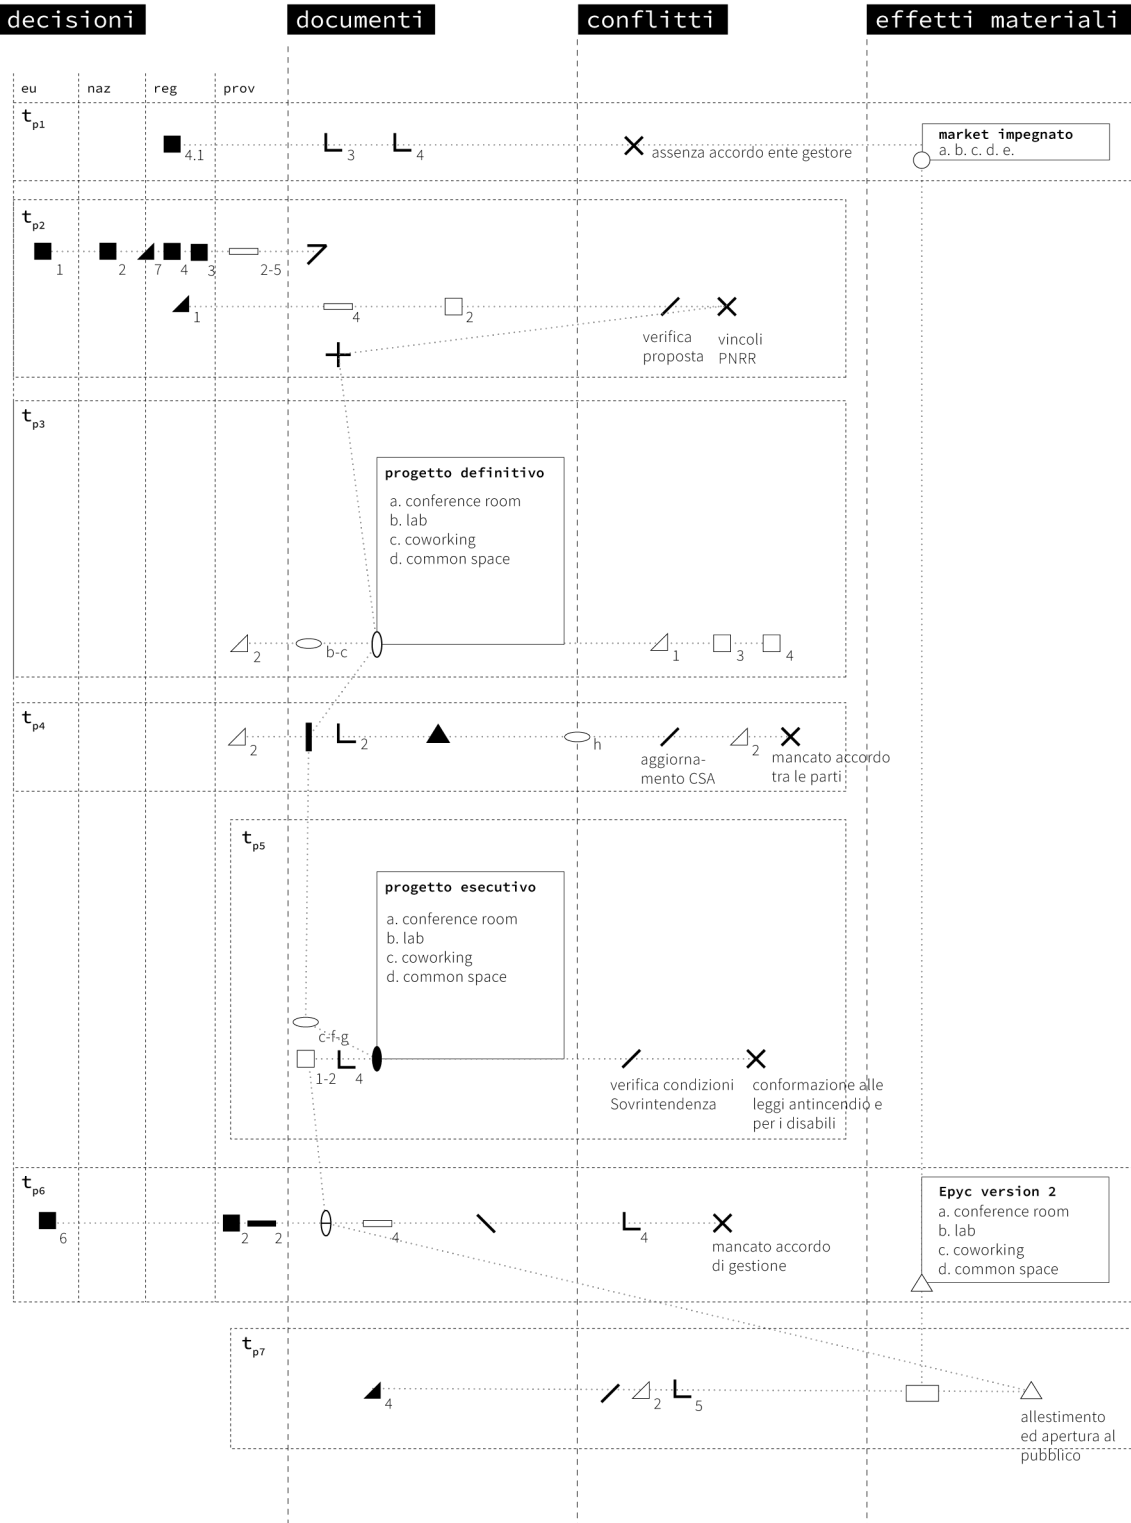 decisioni
documenti
conflitti
effetti materiali
eu
naz
reg
prov
tp1
4.1
3
4
assenza accordo ente gestore
market impegnato
a. b. c. d. e.
tp2
1
2
7
4
3
2-5
1
4
2
verifica
proposta
vincoli
PNRR
tp3
progetto definitivo
a. conference room
b. lab
c. coworking
d. common space
2
b-c
1
3
4
tp4
2
2
h
aggiorna-
mento CSA
2
mancato accordo
tra le parti
tp5
progetto esecutivo
a. conference room
b. lab
c. coworking
d. common space
c-f-g
1-2
4
verifica condizioni
Sovrintendenza
conformazione alle
leggi antincendio e
per i disabili
tp6
6
2
2
4
4
mancato accordo
di gestione
Epyc version 2
a. conference room
b. lab
c. coworking
d. common space
tp7
4
2
5
allestimento
ed apertura al
pubblico